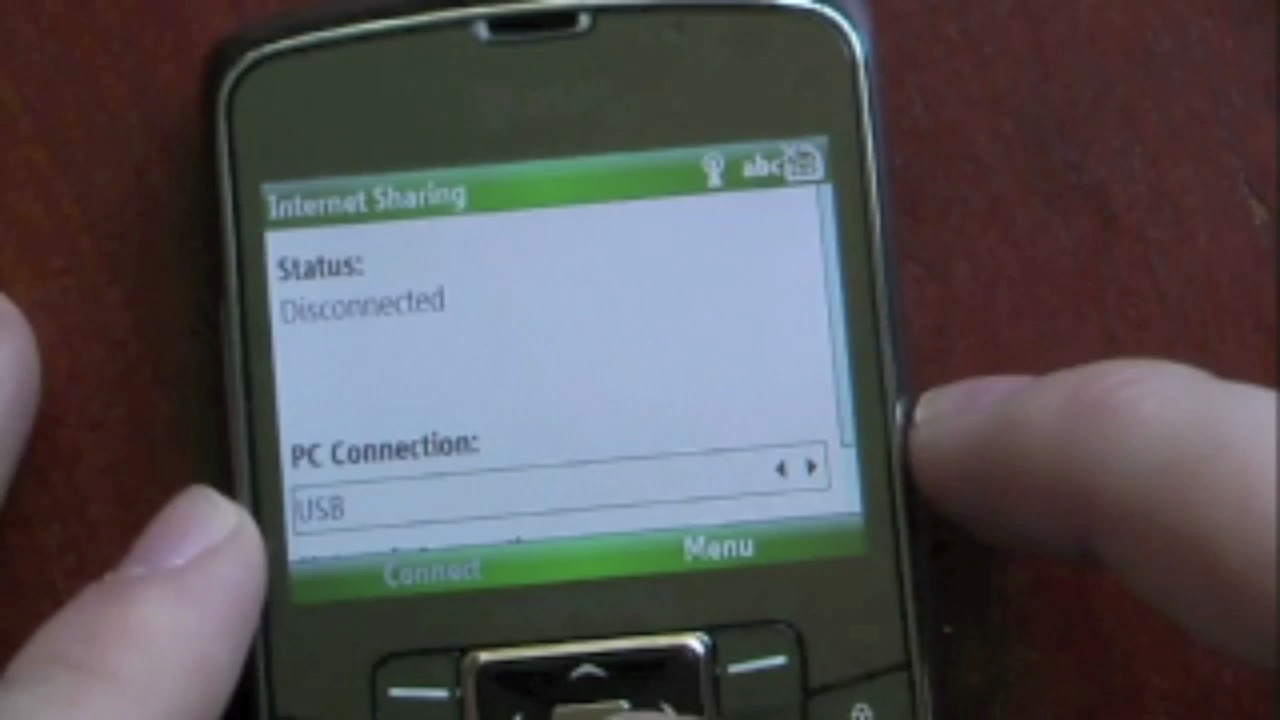 Internet Sharing abc
Status:
Disconnected
PC Connection:
USB
Connect Menu